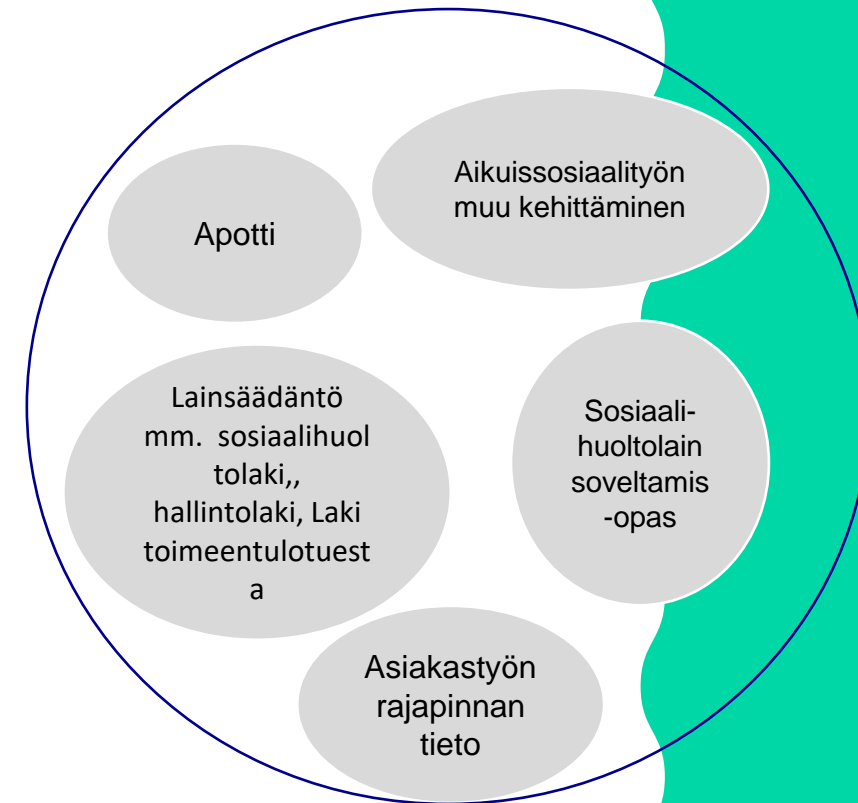 Aikuissosiaalityön
muu kehittäminen
Apotti
Lainsäädäntö
mm.  sosiaalihuol
tolaki,,
hallintolaki, Laki
toimeentulotuest
a
Sosiaali-
huoltolain
soveltamis
-opas
Asiakastyön
rajapinnan
tieto